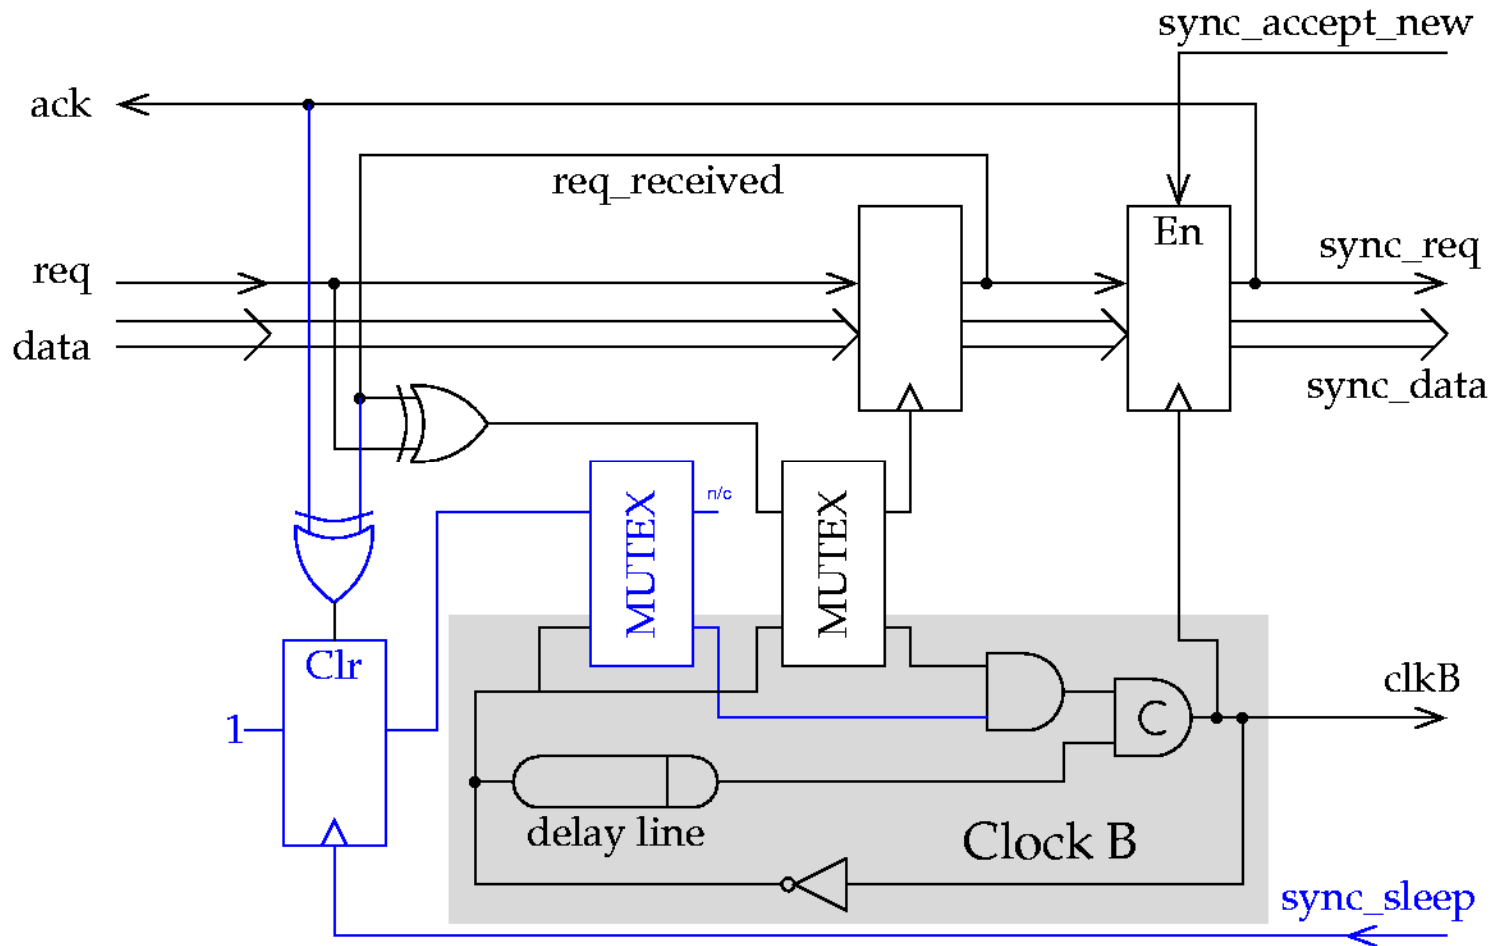 sync_accept_new
ack
req_received
En
req
sync_req
data
sync_data
n/c
MUTEX
MUTEX
Clr
1
C
clkB
delay line
Clock B
sync_sleep